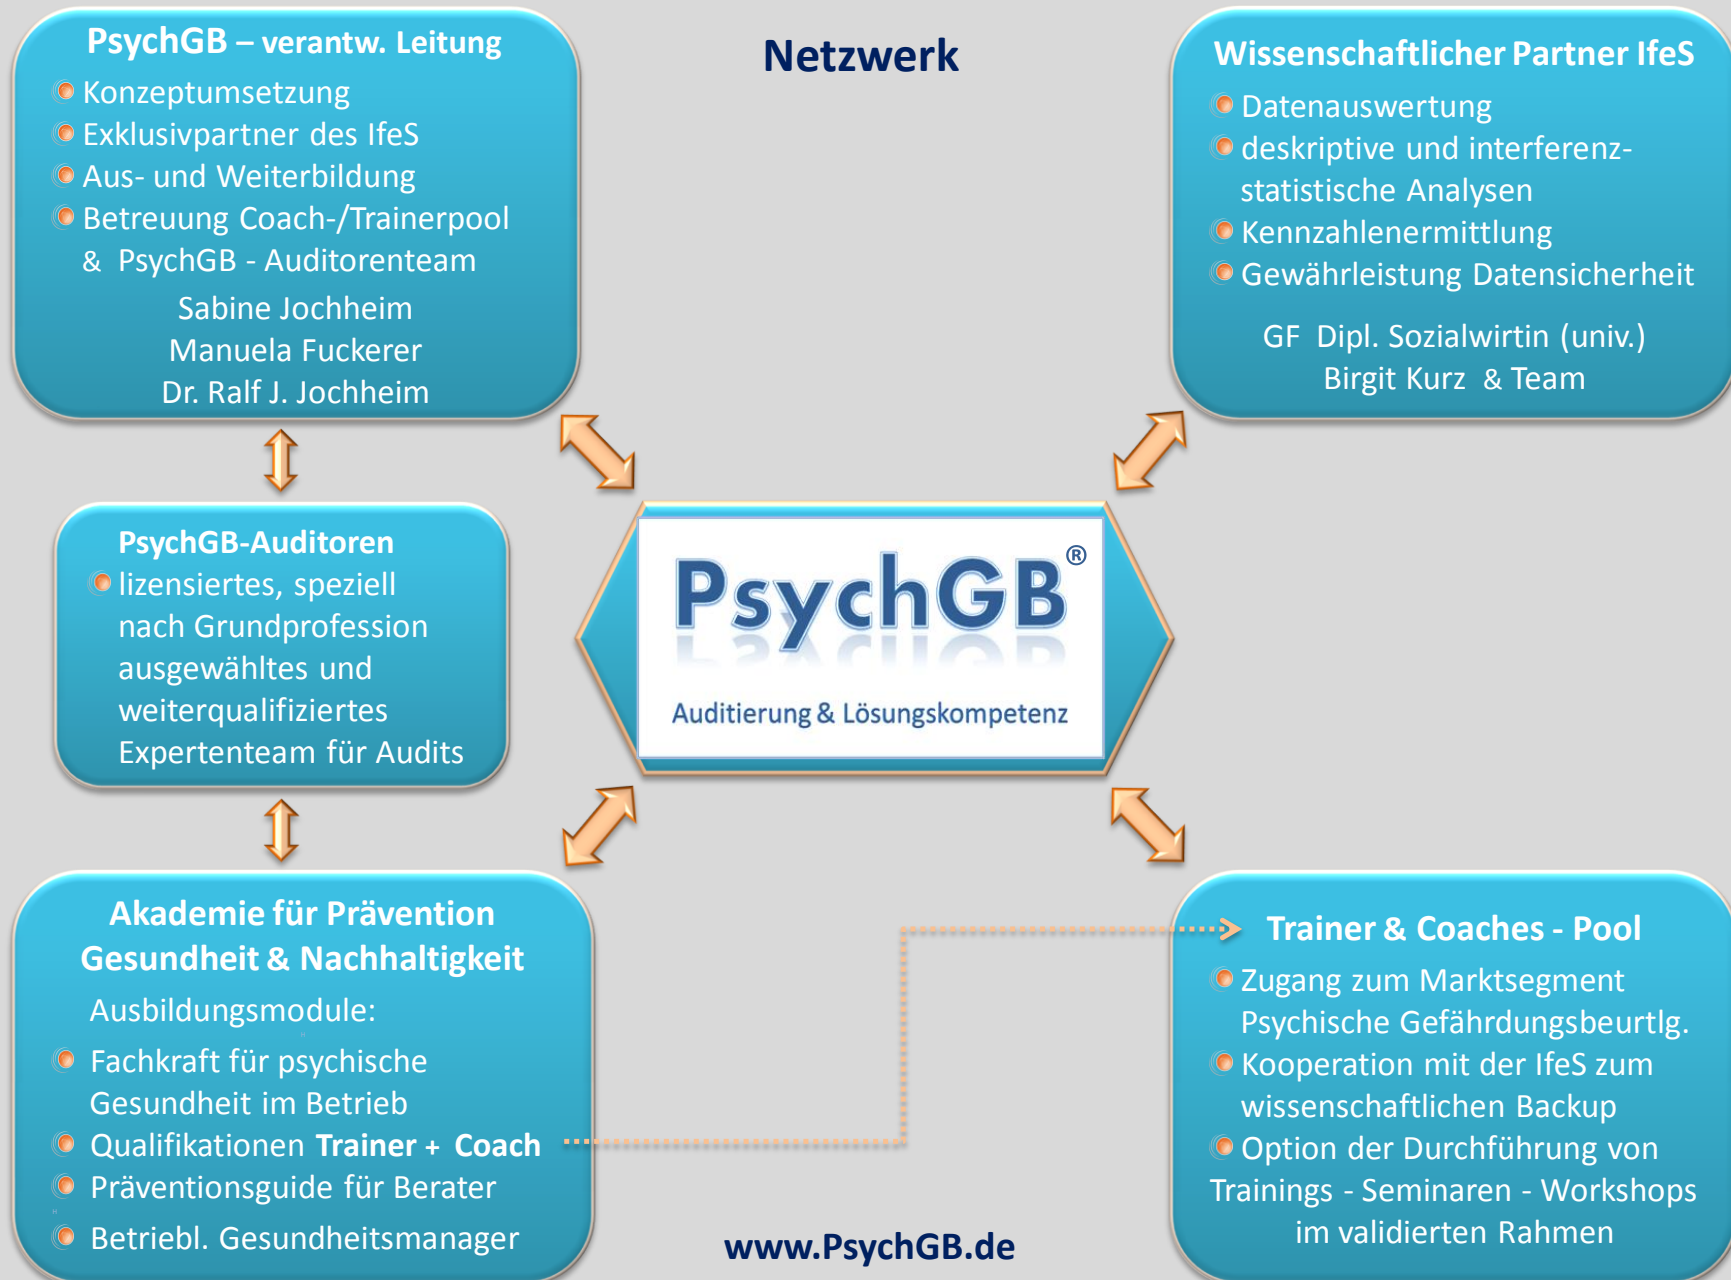 Netzwerk
PsychGB – verantw. Leitung
Konzeptumsetzung
Exklusivpartner des IfeS
Aus- und Weiterbildung
Betreuung Coach-/Trainerpool
& PsychGB - Auditorenteam
Sabine Jochheim
Manuela Fuckerer
Dr. Ralf J. Jochheim
Wissenschaftlicher Partner IfeS
Datenauswertung
deskriptive und interferenz-
statistische Analysen
Kennzahlenermittlung
Gewährleistung Datensicherheit
GF Dipl. Sozialwirtin (univ.)
Birgit Kurz & Team
PsychGB-Auditoren
lizensiertes, speziell
nach Grundprofession
ausgewähltes und
weiterqualifiziertes
Expertenteam für Audits
PsychGB®
Auditierung & Lösungskompetenz
Akademie für Prävention
Gesundheit & Nachhaltigkeit
Ausbildungsmodule:
Fachkraft für psychische
Gesundheit im Betrieb
Qualifikationen Trainer + Coach
Präventionsguide für Berater
Betriebl. Gesundheitsmanager
Trainer & Coaches - Pool
Zugang zum Marktsegment
Psychische Gefährdungsbeurtlg.
Kooperation mit der IfeS zum
wissenschaftlichen Backup
Option der Durchführung von
Trainings - Seminaren - Workshops
im validierten Rahmen
www.PsychGB.de